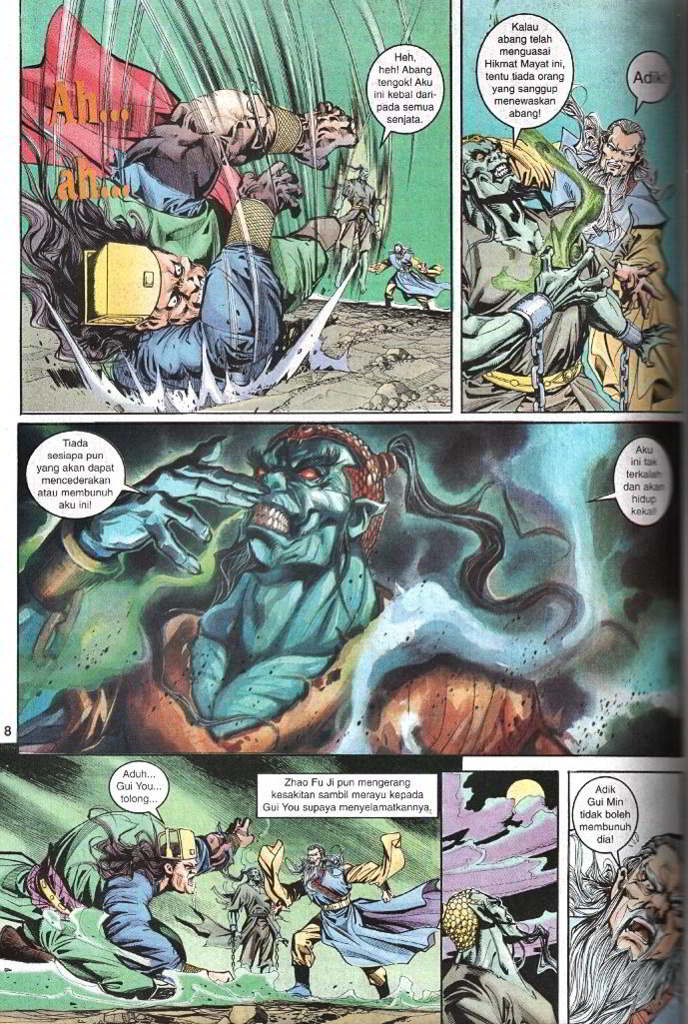 Ah...
ah...
Heh,
heh! Abang
tengok! Aku
ini kebal dari-
pada semua
senjata.
Kalau
abang telah
menguasai
Hikmat Mayat ini,
tentu tiada orang
yang sanggup
menewaskan
abang!
Adik!
Tiada
sesiapa pun
yang akan dapat
mencederakan
atau membunuh
aku ini!
Aku
ini tak
terkalah
dan akan
hidup
kekal!
8
Aduh...
Gui You...
tolong...
Zhao Fu Ji pun mengerang
kesakitan sambil merayu kepada
Gui You supaya menyelamatkannya.
Adik
Gui Min
tidak boleh
membunuh
dia!